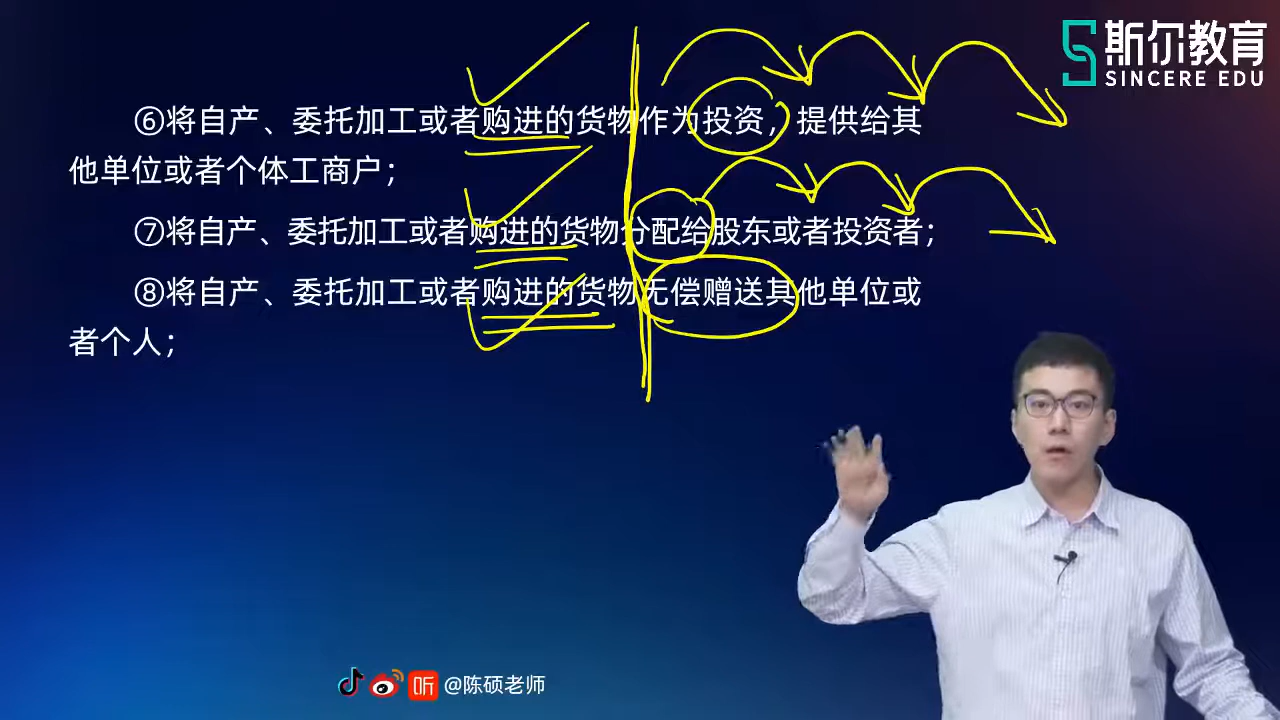 斯尔教育
SINCERE EDU
⑥将自产、委托加工或者购进的货物作为投资，提供给其
他单位或者个体工商户；
⑦将自产、委托加工或者购进的货物分配给股东或者投资者；
⑧将自产、委托加工或者购进的货物无偿赠送其他单位或
者个人；
听 @陈硕老师